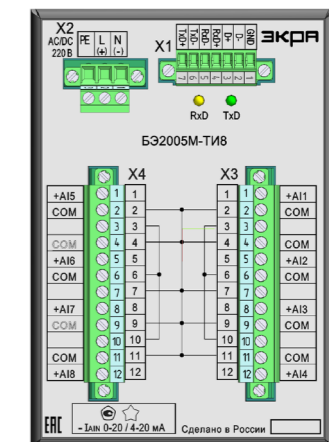 X2
AC/DC
220 В
PE
L
(+)
N
(-)
X1
TxD+
TxD-
RxD-
RxD+
D+
D-
GND
ЭКРА
7 6 5 4 3 2 1
RxD TxD
БЭ2005М-ТИ8
X4 X3
+AI5 1 1 1 1 +AI1
COM 2 2 2 2 COM
3 3 3 3
COM 4 4 4 4 COM
+AI6 5 5 5 5 +AI2
COM 6 6 6 6 COM
7 7 7 7
+AI7 8 8 8 8 +AI3
COM 9 9 9 9 COM
10 10 10 10
COM 11 11 11 11 COM
+AI8 12 12 12 12 +AI4
EAC
- IAIN 0-20 / 4-20 мА
Сделано в России